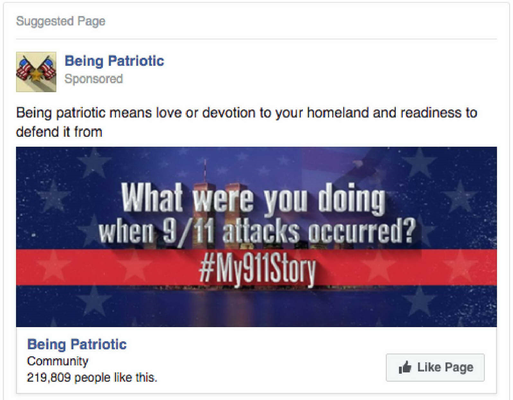 Suggested Page
Being Patriotic
Sponsored
Being patriotic means love or devotion to your homeland and readiness to
defend it from
What were you doing
when 9/11 attacks occurred?
#My911Story
Being Patriotic
Community
219,809 people like this.
Like Page